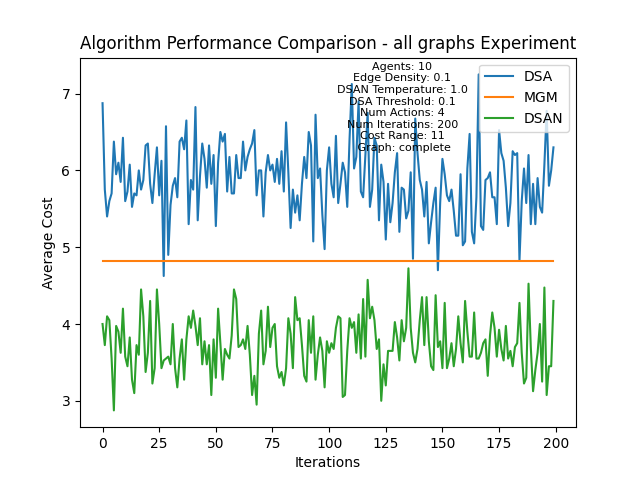 Algorithm Performance Comparison - all graphs Experiment
Agents: 10
Edge Density: 0.1
DSAN Temperature: 1.0
DSA Threshold: 0.1
Num Actions: 4
Num Iterations: 200
Cost Range: 11
Graph: complete
DSA
MGM
DSAN
Average Cost
7
6
5
4
3
0
25
50
75
100
125
150
175
200
Iterations